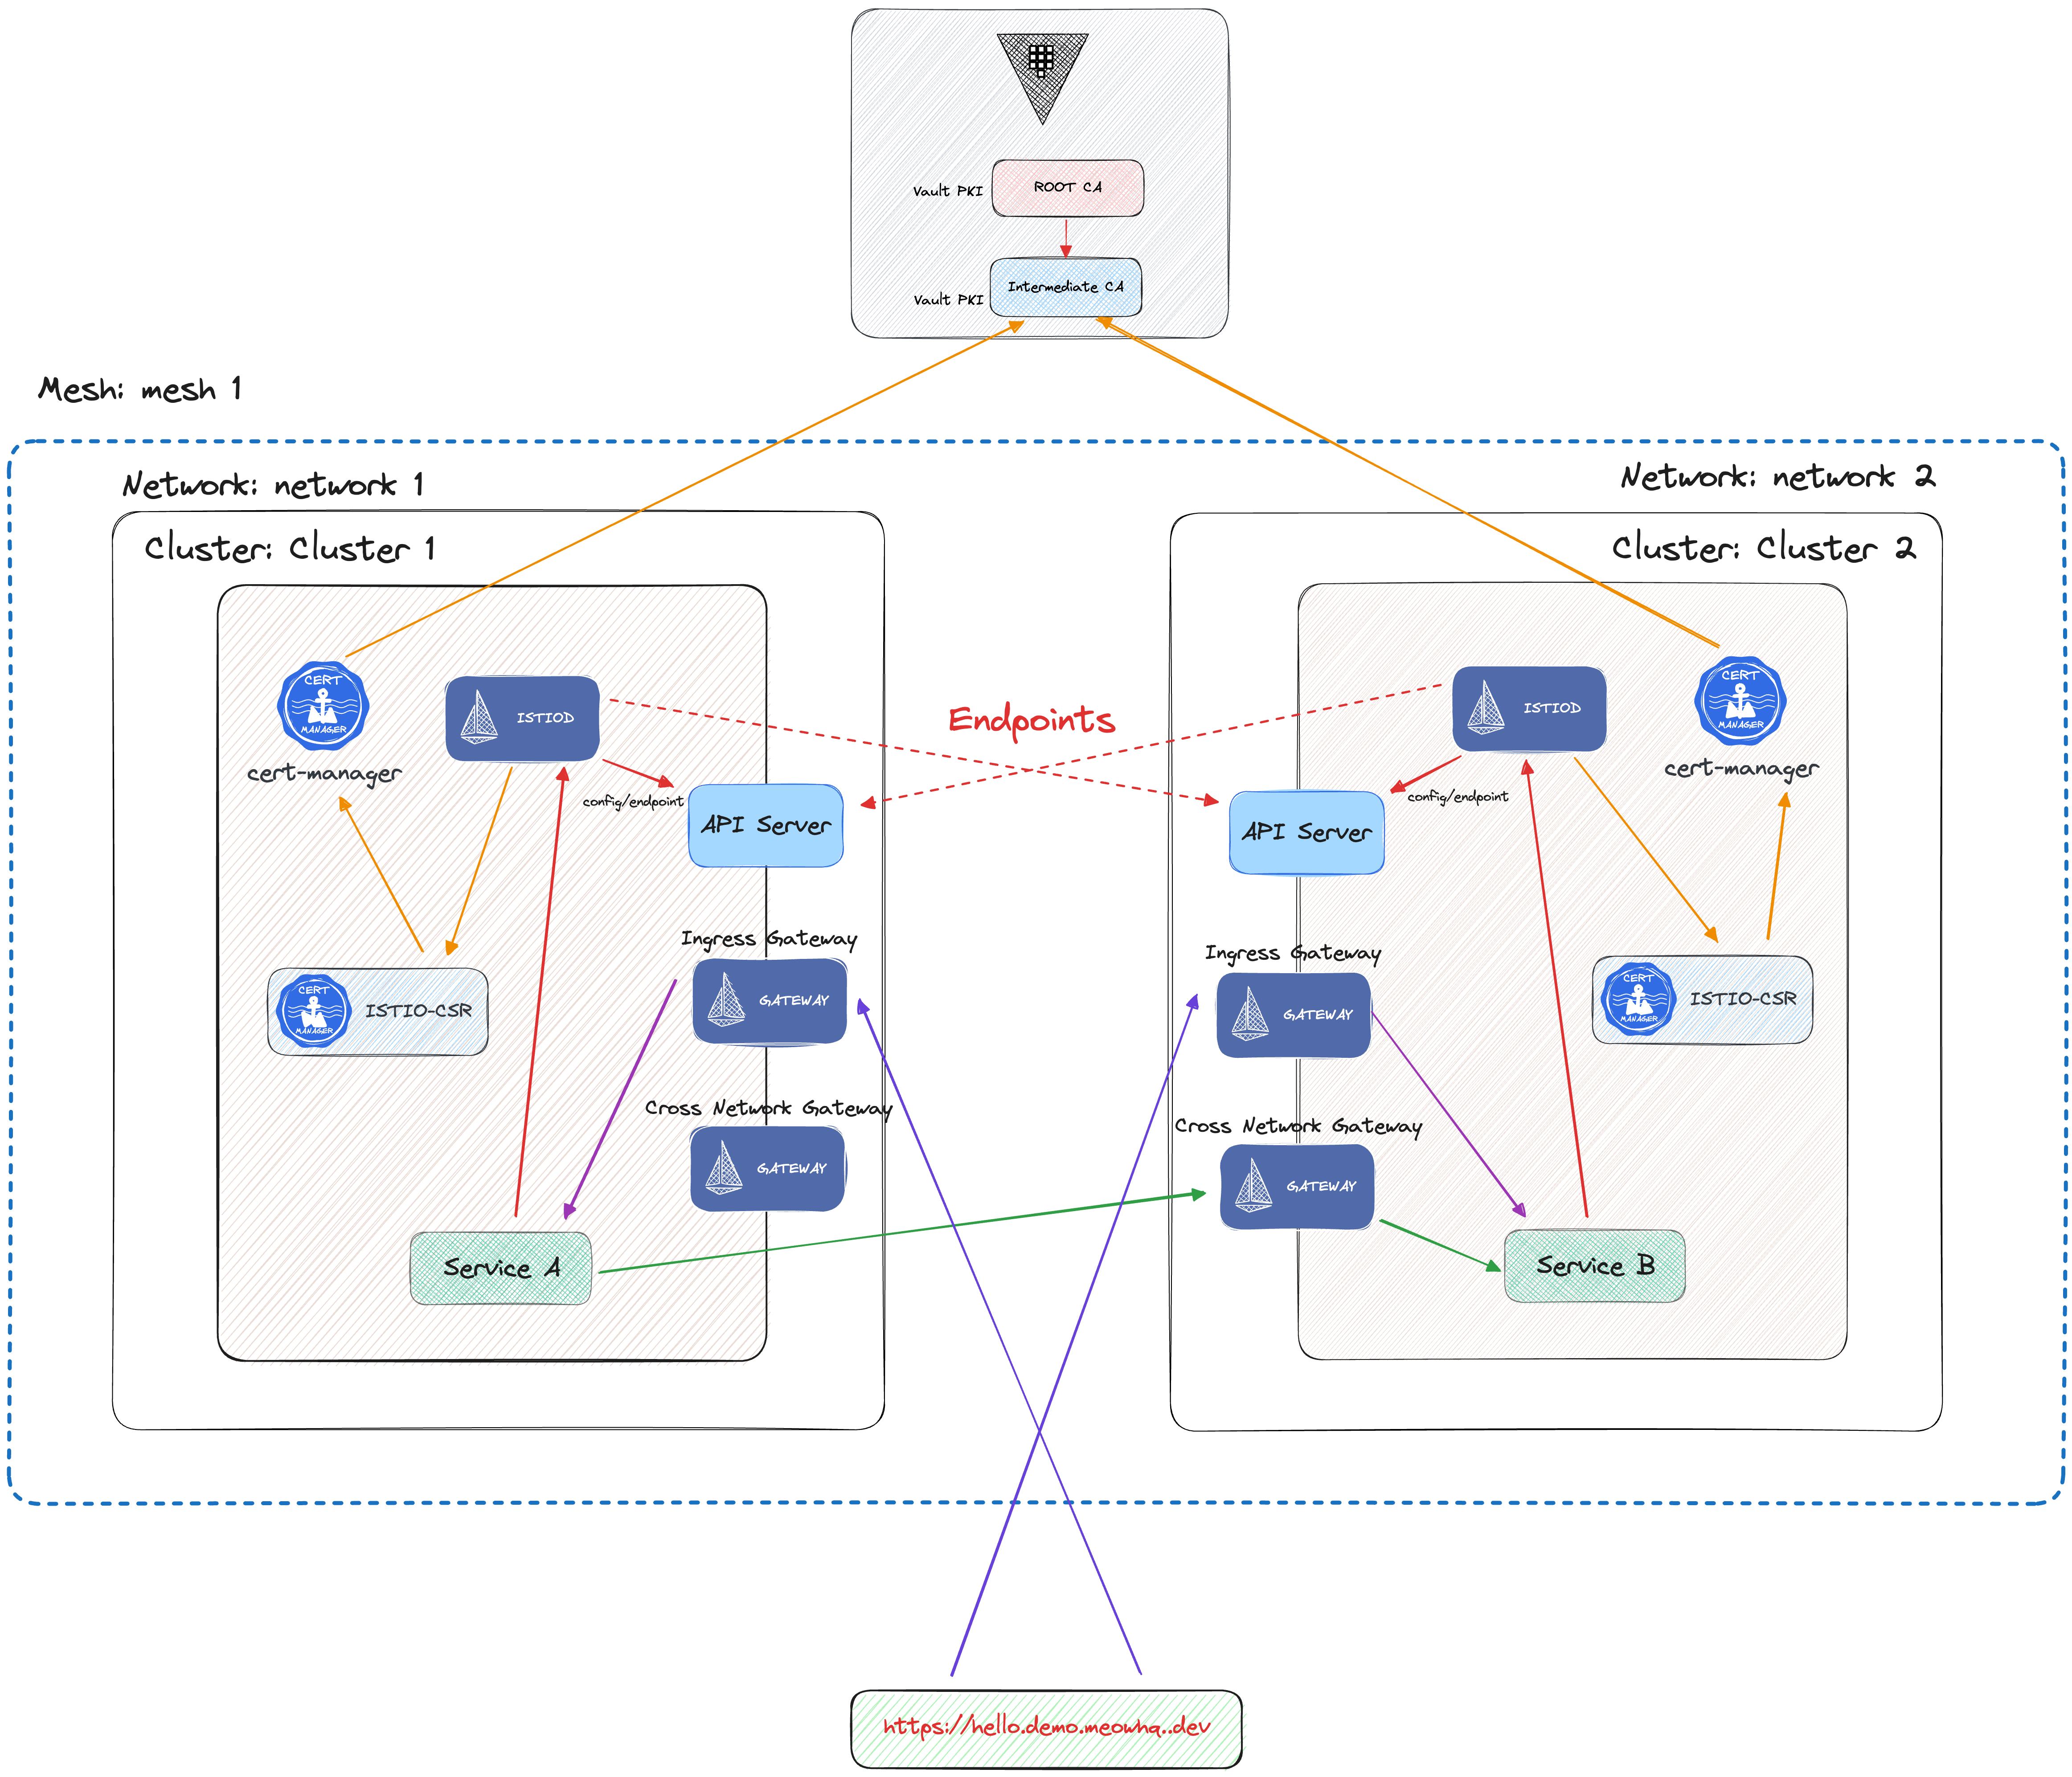 Vault PKI
ROOT CA
Vault PKI
Intermediate CA
Mesh: mesh 1
Network: network 1
Cluster: Cluster 1
CERT
MANAGER
cert-manager
ISTIOD
config/endpoint
API Server
Ingress Gateway
GATEWAY
CERT
MANAGER
ISTIO-CSR
Cross Network Gateway
GATEWAY
Service A
Endpoints
Network: network 2
Cluster: Cluster 2
ISTIOD
CERT
MANAGER
cert-manager
config/endpoint
API Server
Ingress Gateway
GATEWAY
CERT
MANAGER
ISTIO-CSR
Cross Network Gateway
GATEWAY
Service B
https://hello.demo.meowhq..dev